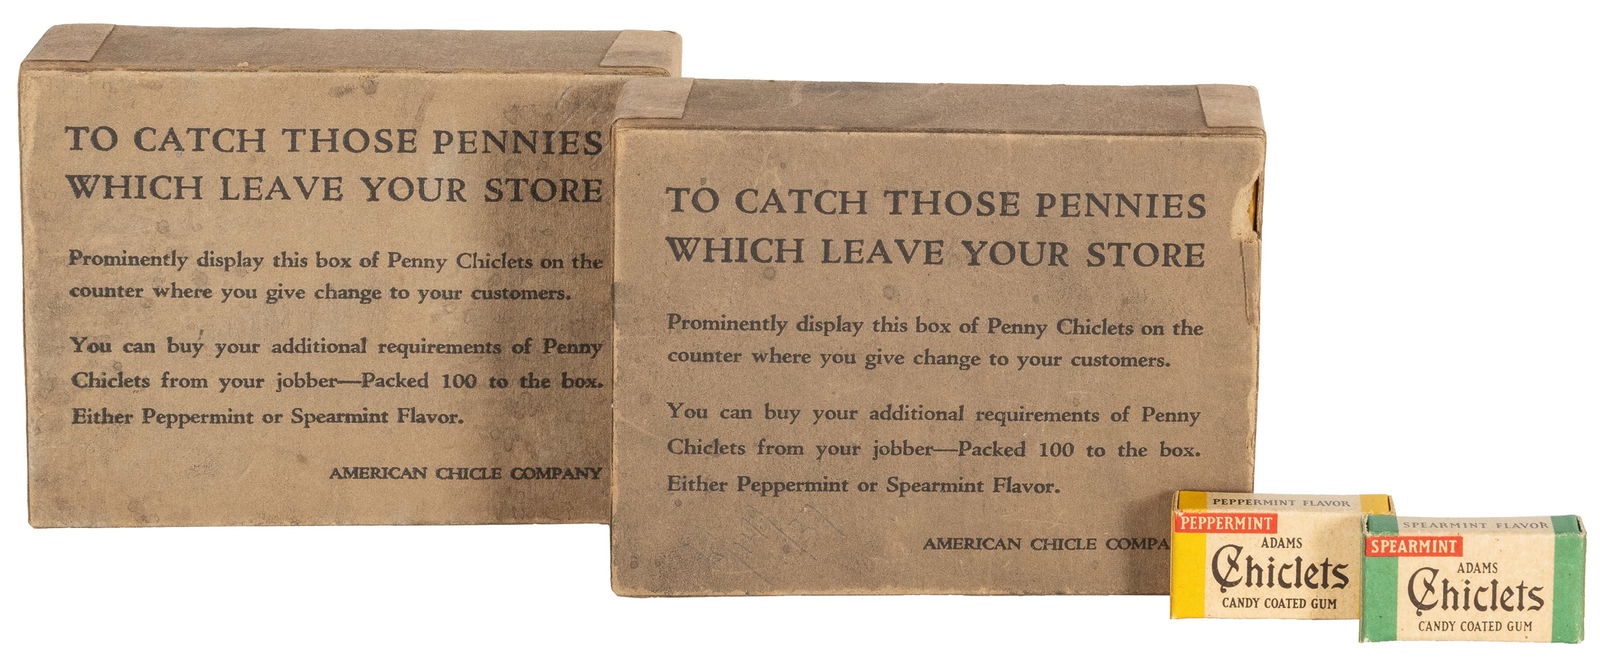 TO CATCH THOSE PENNIES
WHICH LEAVE YOUR STORE
Prominently display this box of Penny Chiclets on the
counter where you give change to your customers.
You can buy your additional requirements of Penny
Chiclets from your jobber—Packed 100 to the box.
Either Peppermint or Spearmint Flavor.
AMERICAN CHICLE COMPANY
TO CATCH THOSE PENNIES
WHICH LEAVE YOUR STORE
Prominently display this box of Penny Chiclets on the
counter where you give change to your customers.
You can buy your additional requirements of Penny
Chiclets from your jobber—Packed 100 to the box.
Either Peppermint or Spearmint Flavor.
AMERICAN CHICLE COMPA
PEPPERMINT FLAVOR
PEPPERMINT
ADAMS
Chiclets
CANDY COATED GUM
SPEARMINT FLAVOR
SPEARMINT
ADAMS
Chiclets
CANDY COATED GUM